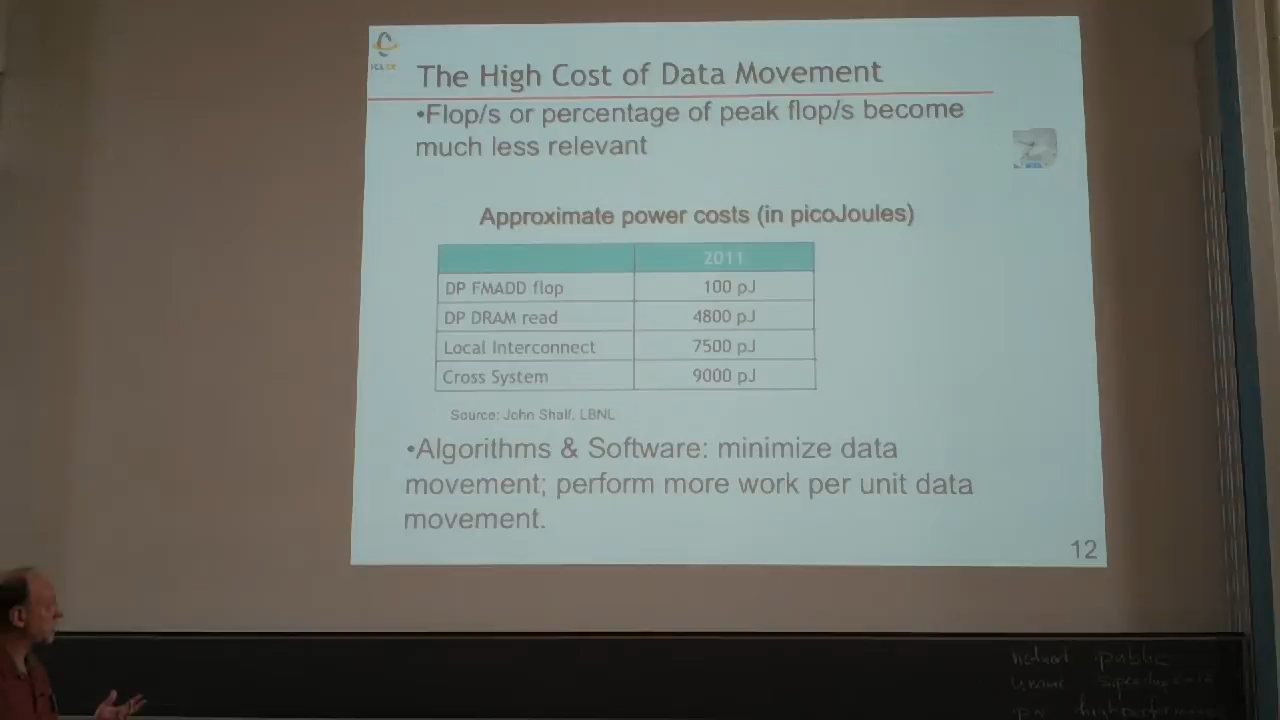 ICL UT
The High Cost of Data Movement
•Flop/s or percentage of peak flop/s become
much less relevant
Approximate power costs (in picoJoules)
2011
DP FMADD flop 100 pJ
DP DRAM read 4800 pJ
Local Interconnect 7500 pJ
Cross System 9000 pJ
Source: John Shalf, LBNL
•Algorithms & Software: minimize data
movement; perform more work per unit data
movement.
12
public